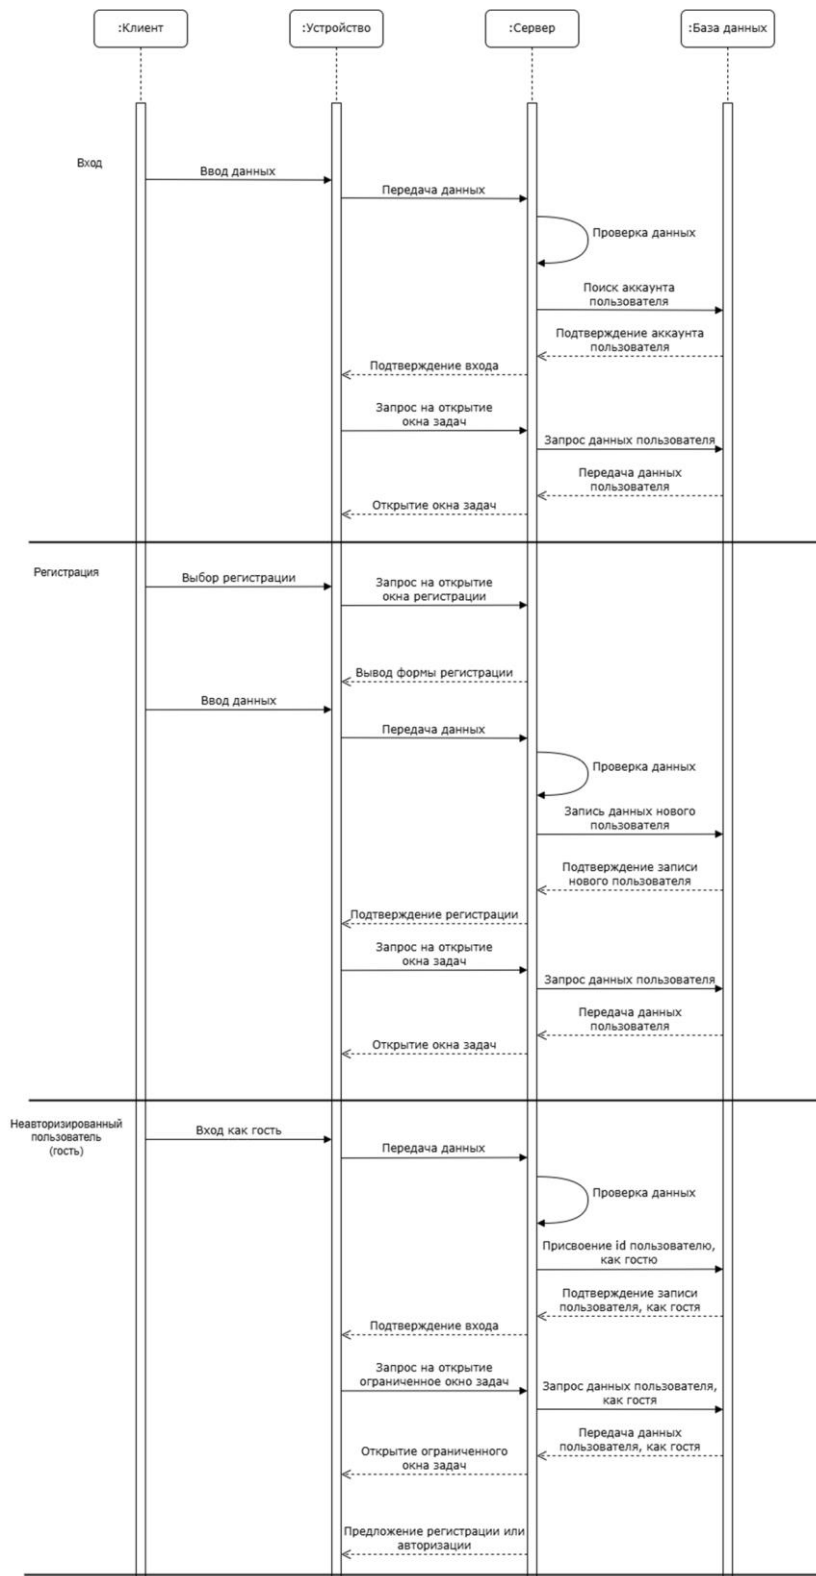 :Клиент
:Устройство
:Сервер
:База данных
Вход
Ввод данных
Передача данных
Проверка данных
Поиск аккаунта
пользователя
Подтверждение аккаунта
пользователя
Подтверждение входа
Запрос на открытие
окна задач
Запрос данных пользователя
Передача данных
пользователя
Открытие окна задач
Регистрация
Выбор регистрации
Запрос на открытие
окна регистрации
Вывод формы регистрации
Ввод данных
Передача данных
Проверка данных
Запись данных нового
пользователя
Подтверждение записи
нового пользователя
Подтверждение регистрации
Запрос на открытие
окна задач
Запрос данных пользователя
Передача данных
пользователя
Открытие окна задач
Неавторизированный
пользователь
(гость)
Вход как гость
Передача данных
Проверка данных
Присвоение id пользователю,
как гостю
Подтверждение записи
пользователя, как гостя
Подтверждение входа
Запрос на открытие
ограниченное окно задач
Запрос данных пользователя,
как гостя
Передача данных
пользователя, как гостя
Открытие ограниченного
окна задач
Предложение регистрации или
авторизации